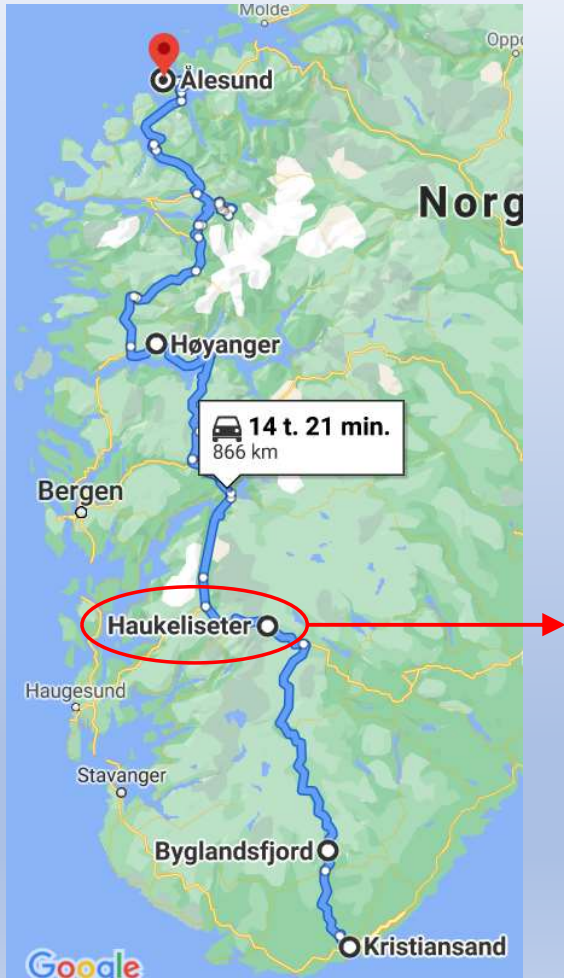 Molde
Opp
Ålesund
Norg
Høyanger
14 t. 21 min.
866 km
Bergen
Haukeliseter
Haugesund
Stavanger
Byglandsfjord
Kristiansand
Google